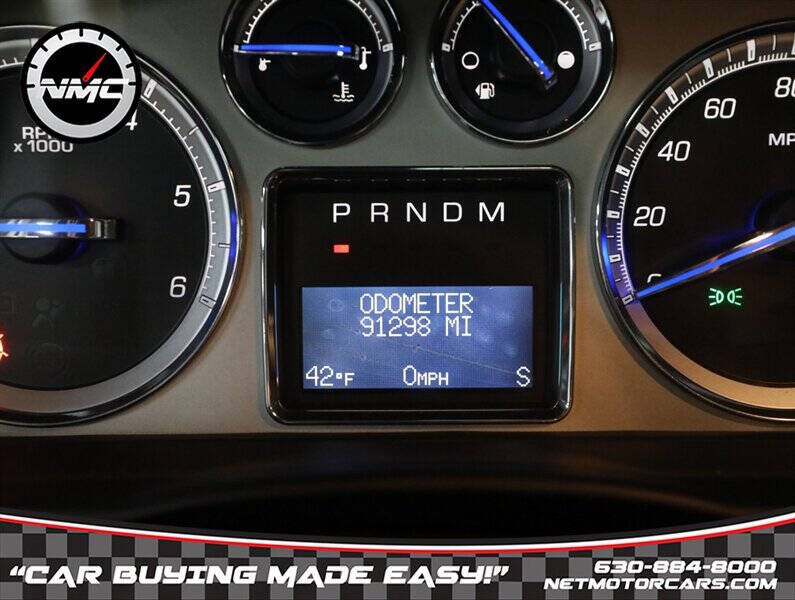 NMC
RPM
x 1000
4
5
6
80
60
40
20
0
MP
P R N D M
ODOMETER
91298 MI
42°F 0MPH S
"CAR BUYING MADE EASY!"
630-884-8000
NETMOTORCARS.COM